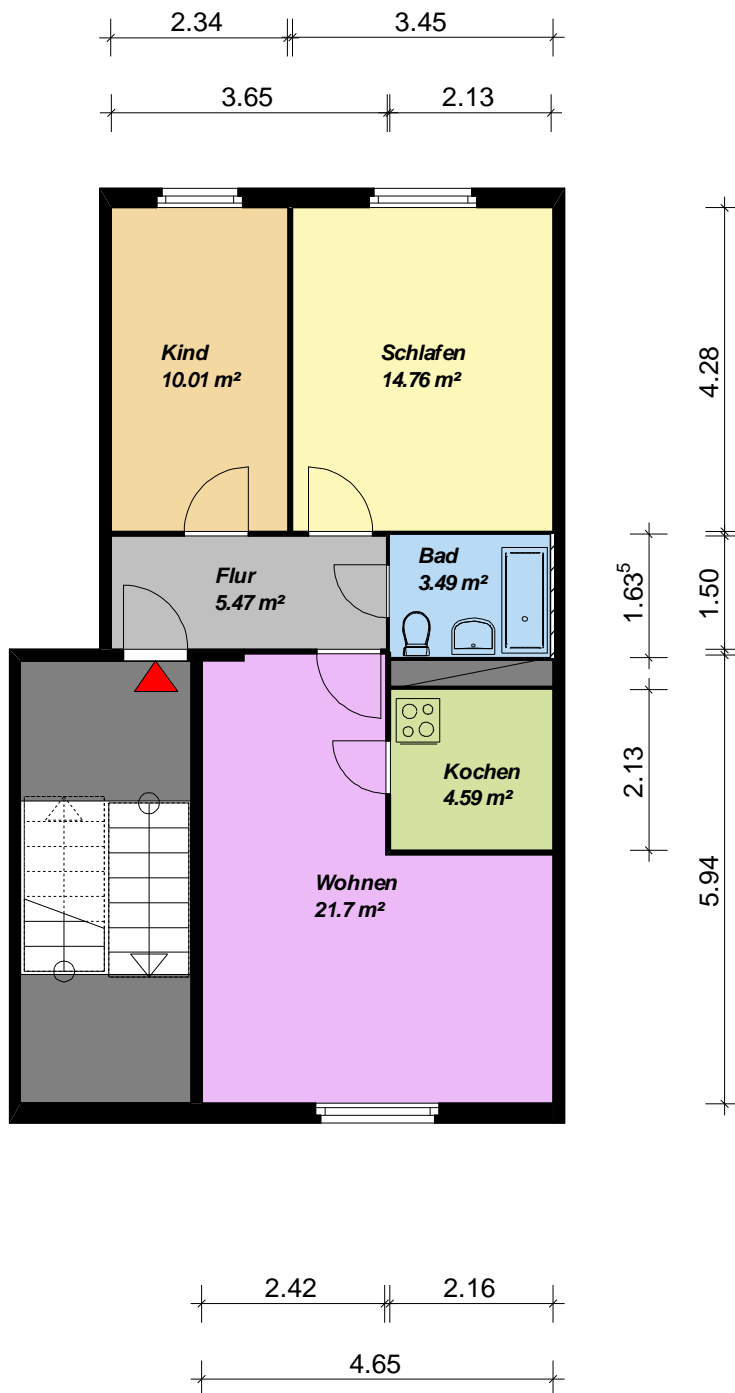 2.34 3.45
3.65 2.13
Kind
10.01 m²
Schlafen
14.76 m²
4.28
Flur
5.47 m²
Bad
3.49 m²
1.63⁵
1.50
Kochen
4.59 m²
2.13
Wohnen
21.7 m²
5.94
2.42 2.16
4.65